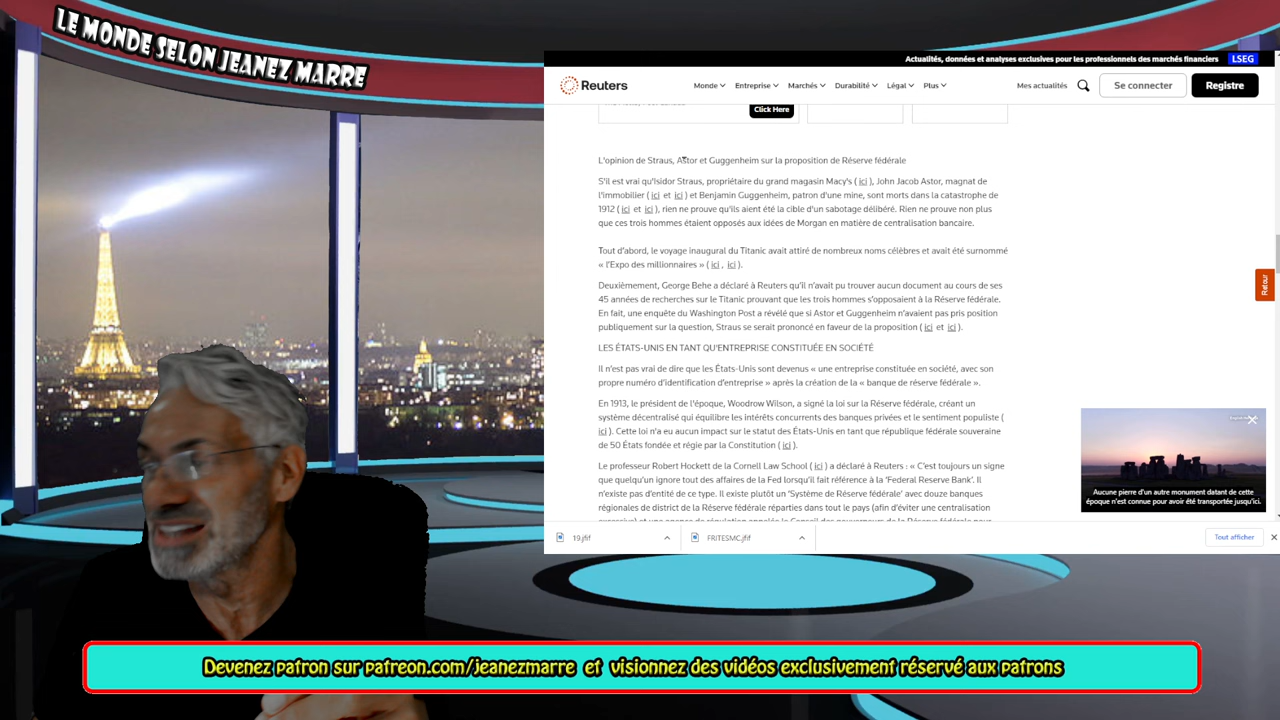 LE MONDE SELON JEANEZ MARRE
Actualités, données et analyses exclusives pour les professionnels des marchés financiers LSEG
Reuters
Monde Entreprise Marchés Durabilité Légal Plus
Mes actualités
Se connecter
Registre
Click Here
L'opinion de Straus, Astor et Guggenheim sur la proposition de Réserve fédérale
S'il est vrai qu'Isidor Straus, propriétaire du grand magasin Macy's ( ici ), John Jacob Astor, magnat de
l'immobilier ( ici et ici ) et Benjamin Guggenheim, patron d'une mine, sont morts dans la catastrophe de
1912 ( ici et ici ), rien ne prouve qu'ils aient été la cible d'un sabotage délibéré. Rien ne prouve non plus
que ces trois hommes étaient opposés aux idées de Morgan en matière de centralisation bancaire.
Tout d'abord, le voyage inaugural du Titanic avait attiré de nombreux noms célèbres et avait été surnommé
« l'Expo des millionnaires » ( ici , ici ).
Deuxièmement, George Behe a déclaré à Reuters qu'il n'avait pu trouver aucun document au cours de ses
45 années de recherches sur le Titanic prouvant que les trois hommes s'opposaient à la Réserve fédérale.
En fait, une enquête du Washington Post a révélé que si Astor et Guggenheim n'avaient pas pris position
publiquement sur la question, Straus se serait prononcé en faveur de la proposition ( ici et ici ).
LES ÉTATS-UNIS EN TANT QU'ENTREPRISE CONSTITUÉE EN SOCIÉTÉ
Il n'est pas vrai de dire que les États-Unis sont devenus « une entreprise constituée en société, avec son
propre numéro d'identification d'entreprise » après la création de la « banque de réserve fédérale ».
En 1913, le président de l'époque, Woodrow Wilson, a signé la loi sur la Réserve fédérale, créant un
système décentralisé qui équilibre les intérêts concurrents des banques privées et le sentiment populiste (
ici ). Cette loi n'a eu aucun impact sur le statut des États-Unis en tant que république fédérale souveraine
de 50 États fondée et régie par la Constitution ( ici ).
Le professeur Robert Hockett de la Cornell Law School ( ici ) a déclaré à Reuters : « C'est toujours un signe
que quelqu'un ignore tout des affaires de la Fed lorsqu'il fait référence à la 'Federal Reserve Bank'. Il
n'existe pas d'entité de ce type. Il existe plutôt un 'Système de Réserve fédérale' avec douze banques
régionales de district de la Réserve fédérale réparties dans tout le pays (afin d'éviter une centralisation
Retour
Aucune pierre d'un autre monument datant de cette
époque n'est connue pour avoir été transportée jusqu'ici.
19.jfif
FRITESMC.jfif
Tout afficher
Devenez patron sur patreon.com/jeanezmarre et visionnez des vidéos exclusivement réservé aux patrons